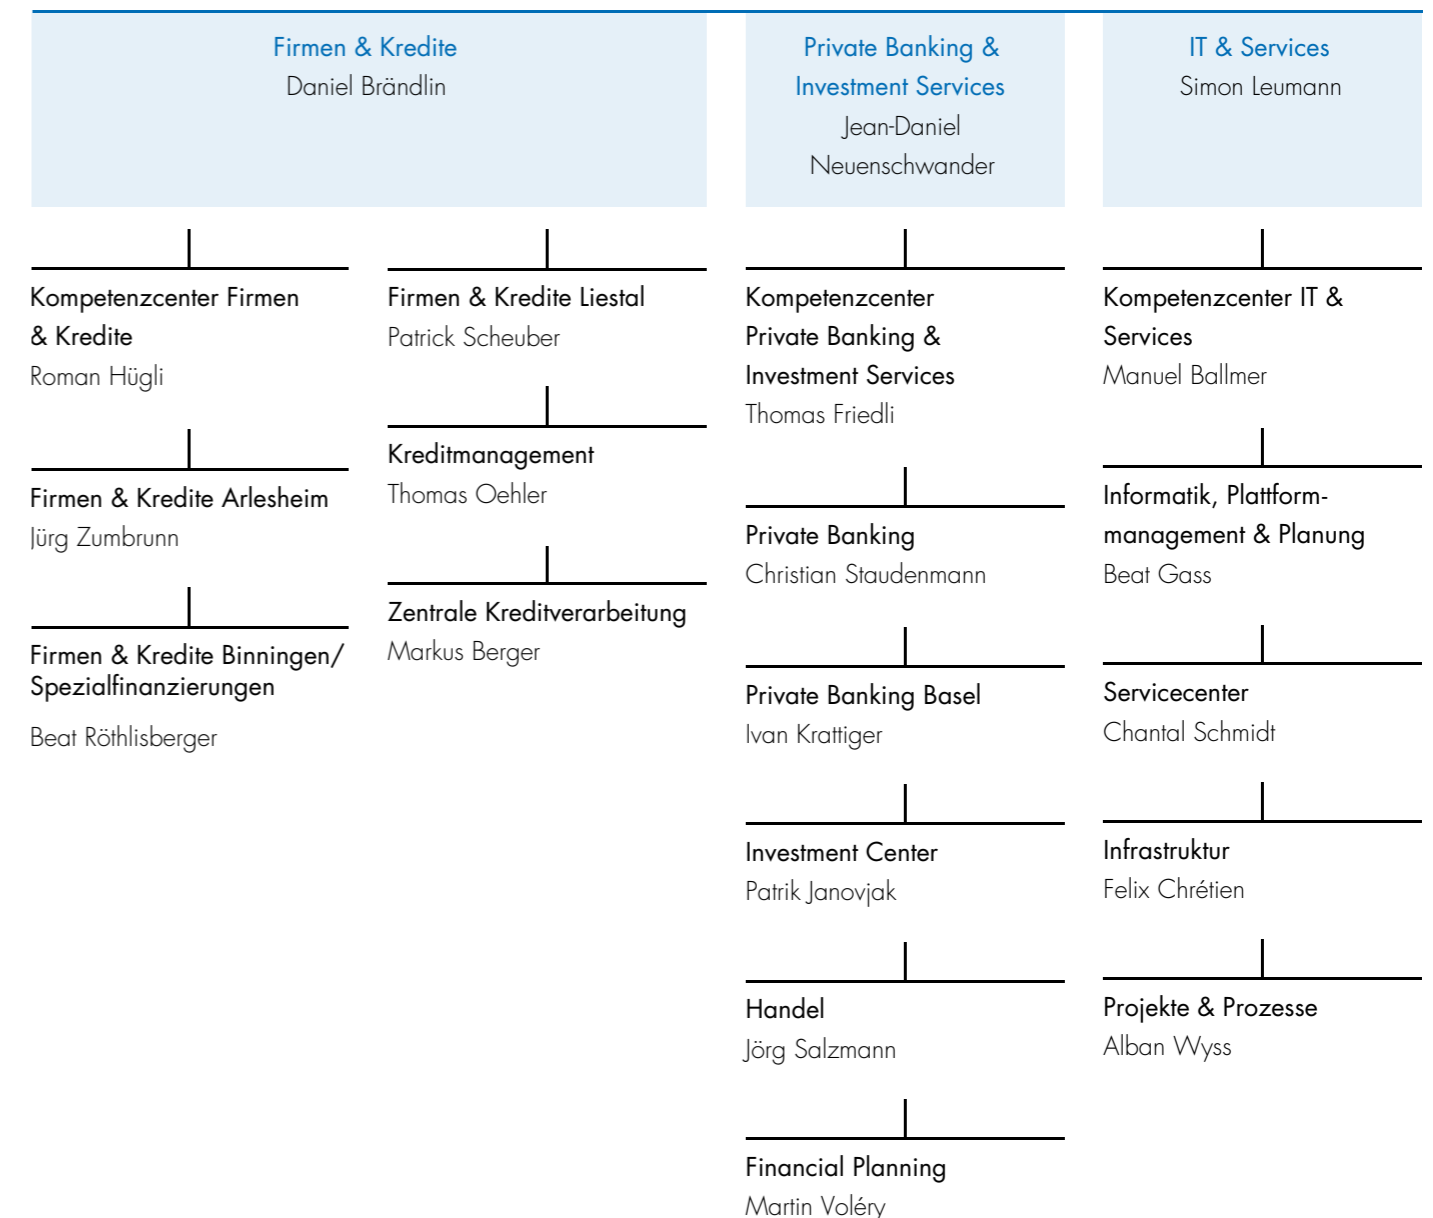 Firmen & Kredite
Daniel Brändlin
Kompetenzcenter Firmen
& Kredite
Roman Hügli
Firmen & Kredite Arlesheim
Jürg Zumbrunn
Firmen & Kredite Binningen/
Spezialfinanzierungen
Beat Röthlisberger
Firmen & Kredite Liestal
Patrick Scheuber
Kreditmanagement
Thomas Oehler
Zentrale Kreditverarbeitung
Markus Berger
Private Banking &
Investment Services
Jean-Daniel
Neuenschwander
Kompetenzcenter
Private Banking &
Investment Services
Thomas Friedli
Private Banking
Christian Staudenmann
Private Banking Basel
Ivan Krattiger
Investment Center
Patrik Janovjak
Handel
Jörg Salzmann
Financial Planning
Martin Voléry
IT & Services
Simon Leumann
Kompetenzcenter IT &
Services
Manuel Ballmer
Informatik, Plattform-
management & Planung
Beat Gass
Servicecenter
Chantal Schmidt
Infrastruktur
Felix Chrétien
Projekte & Prozesse
Alban Wyss